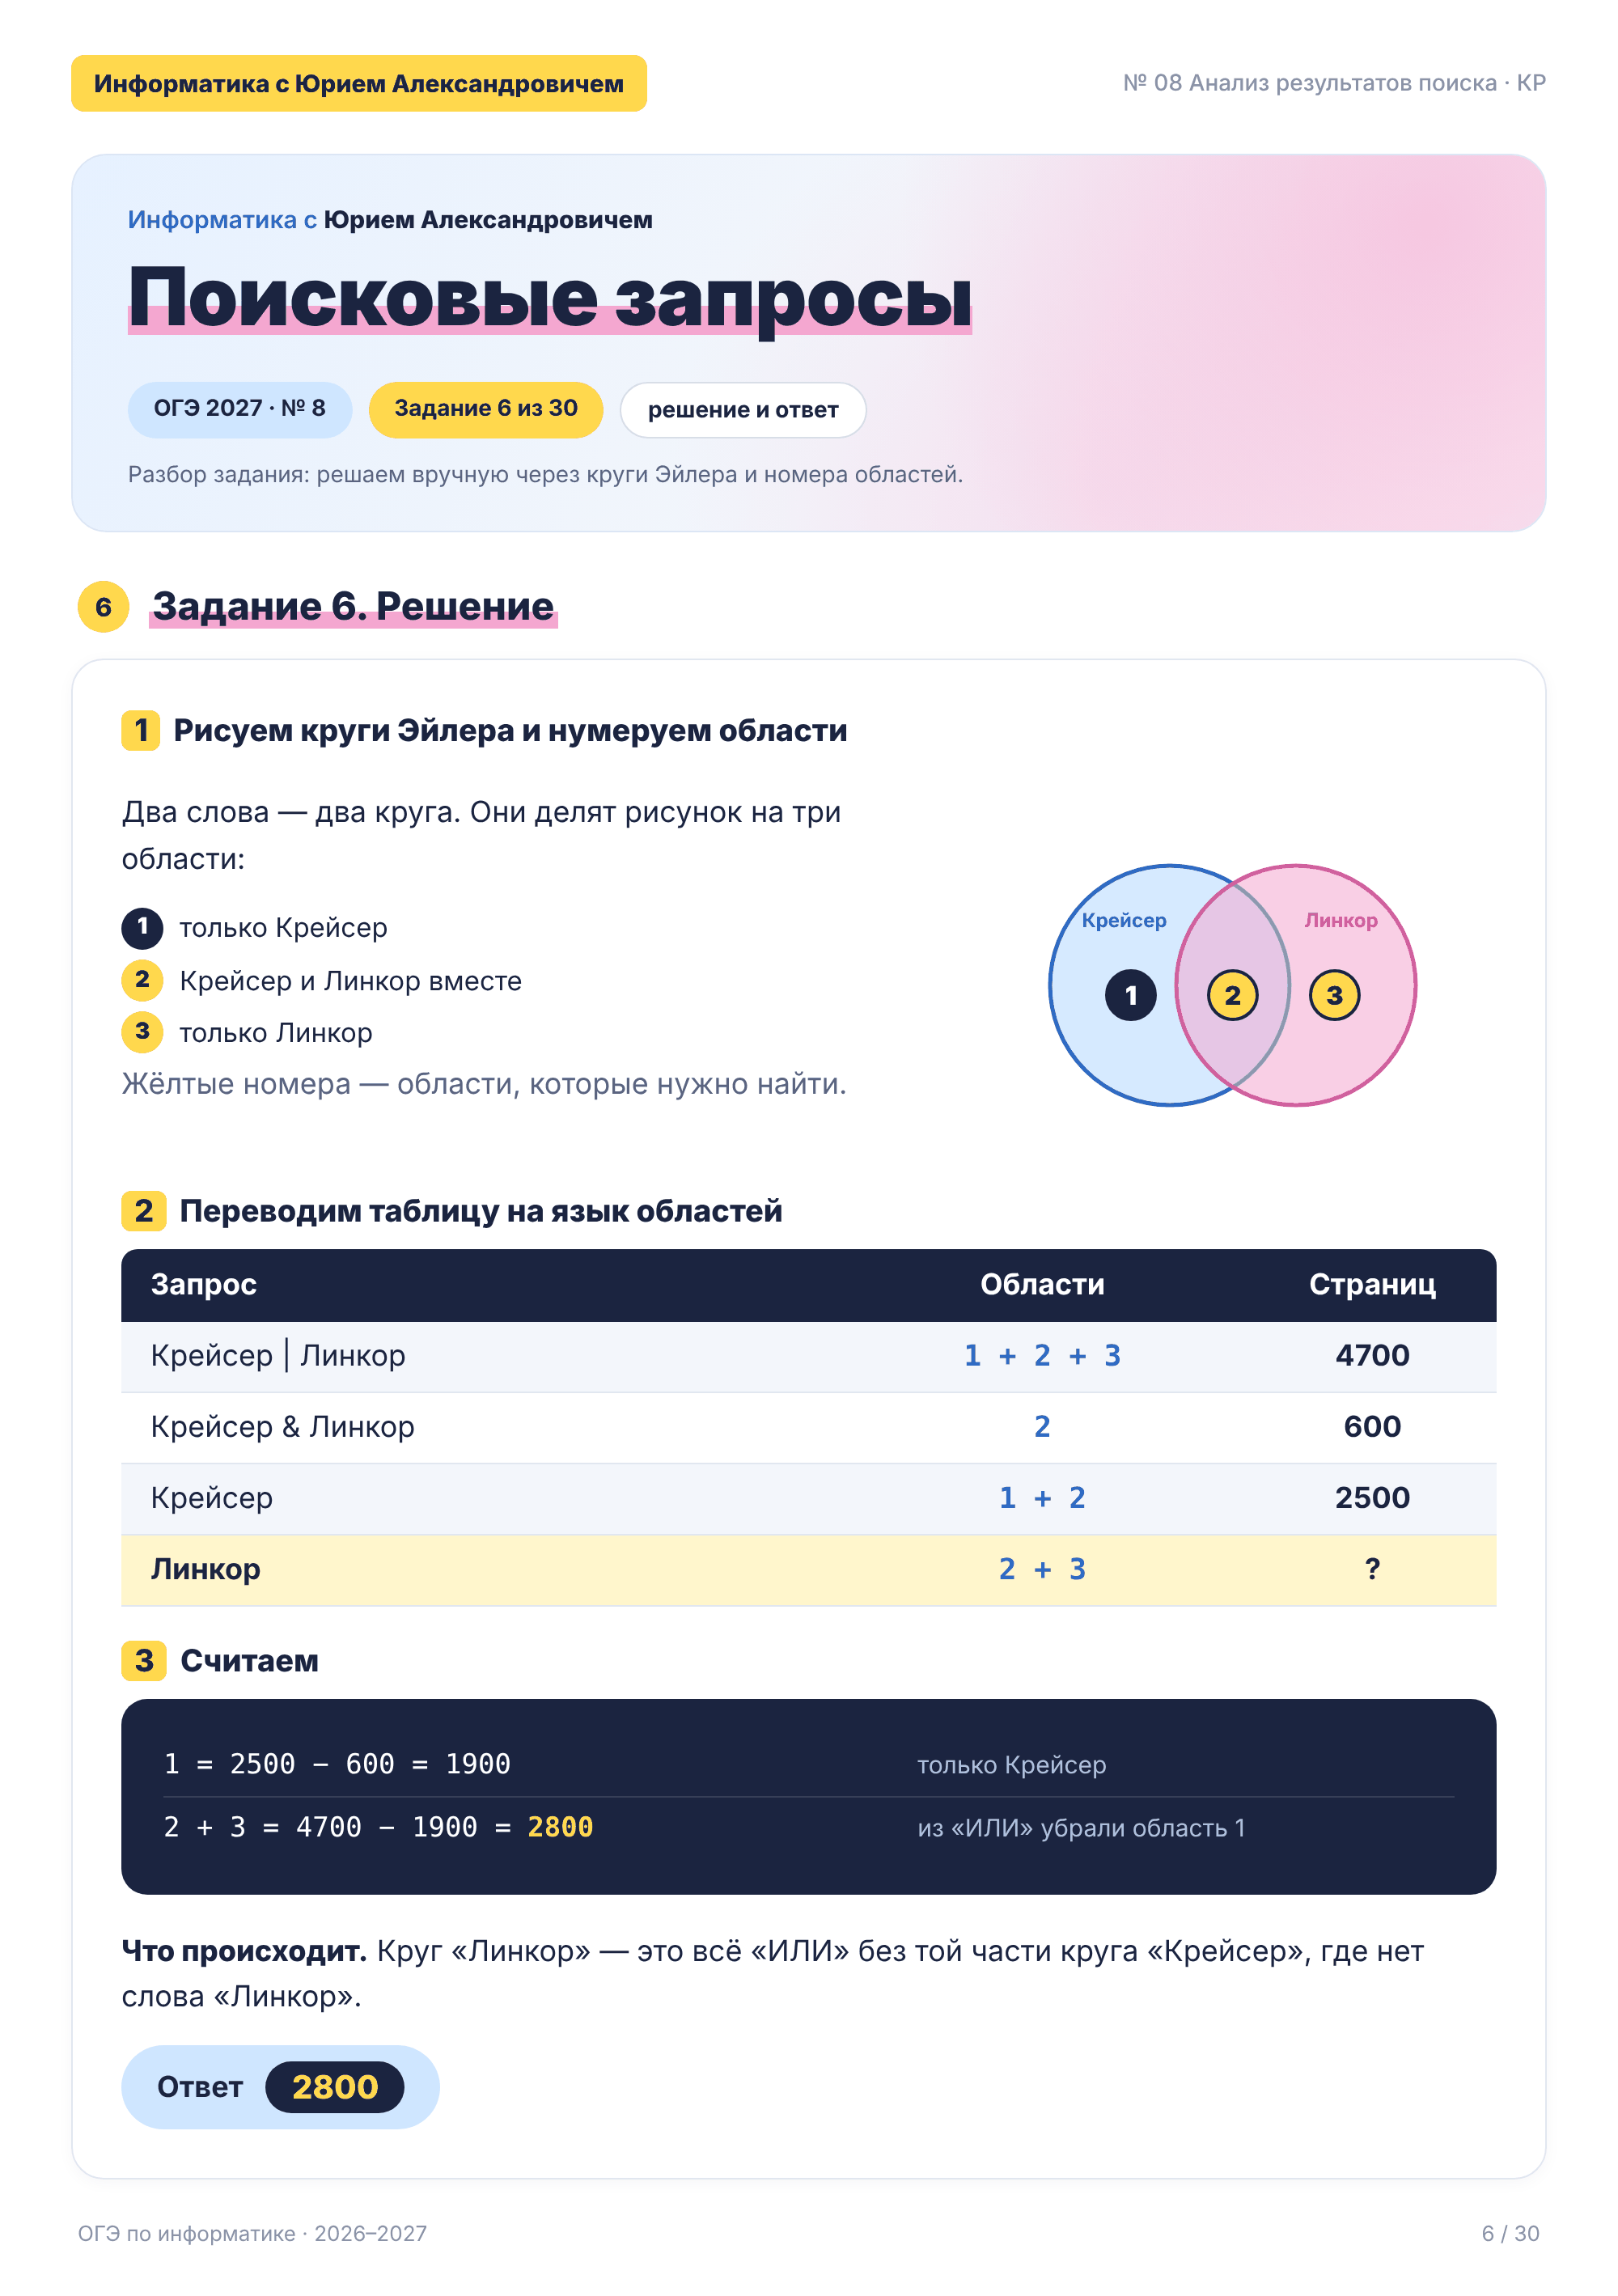 Информатика с Юрием Александровичем
№ 08 Анализ результатов поиска · КР
Информатика с Юрием Александровичем
Поисковые запросы
ОГЭ 2027 · № 8
Задание 6 из 30
решение и ответ
Разбор задания: решаем вручную через круги Эйлера и номера областей.
6 Задание 6. Решение
1 Рисуем круги Эйлера и нумеруем области
Два слова — два круга. Они делят рисунок на три
области:
1 только Крейсер
2 Крейсер и Линкор вместе
3 только Линкор
Жёлтые номера — области, которые нужно найти.
Крейсер Линкор
1 2 3
2 Переводим таблицу на язык областей
Запрос Области Страниц
Крейсер | Линкор 1 + 2 + 3 4700
Крейсер & Линкор 2 600
Крейсер 1 + 2 2500
Линкор 2 + 3 ?
3 Считаем
1 = 2500 − 600 = 1900 только Крейсер
2 + 3 = 4700 − 1900 = 2800 из «ИЛИ» убрали область 1
Что происходит. Круг «Линкор» — это всё «ИЛИ» без той части круга «Крейсер», где нет
слова «Линкор».
Ответ 2800
ОГЭ по информатике · 2026–2027
6 / 30